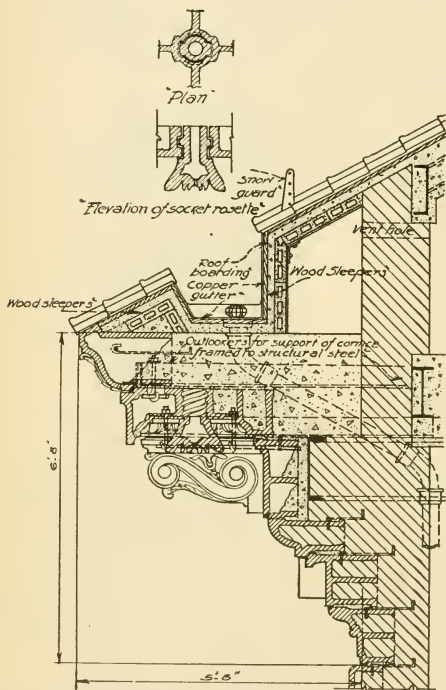 "Plan"
"Elevation of socket rosette"
Snow
guard
Vent hole
Roof
boarding
Copper
gutter
Wood Sleepers
Wood sleepers
Outlookers for support of cornice
framed to structural steel
6'-8"
5'-8"